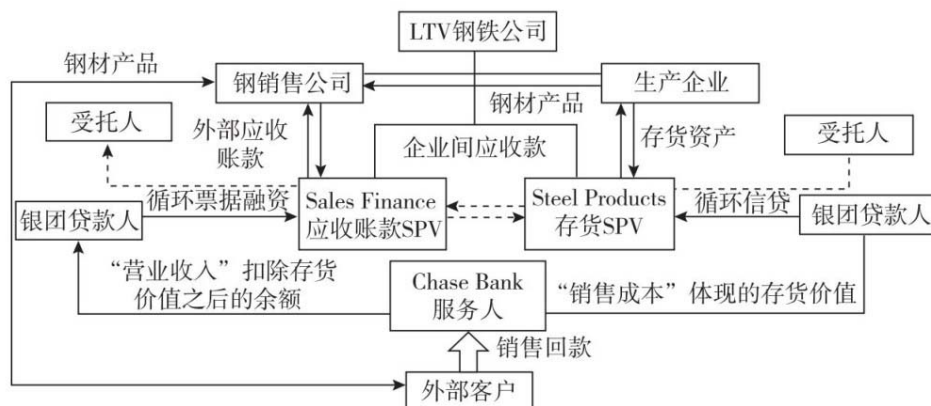 LTV钢铁公司
钢材产品
钢销售公司
生产企业
钢材产品
受托人
外部应收
账款
企业间应收款
存货资产
受托人
循环票据融资
Sales Finance
应收账款SPV
Steel Products
存货SPV
循环信贷
银团贷款人
银团贷款人
“营业收入”扣除存货
价值之后的余额
Chase Bank
服务人
“销售成本”体现的存货价值
销售回款
外部客户